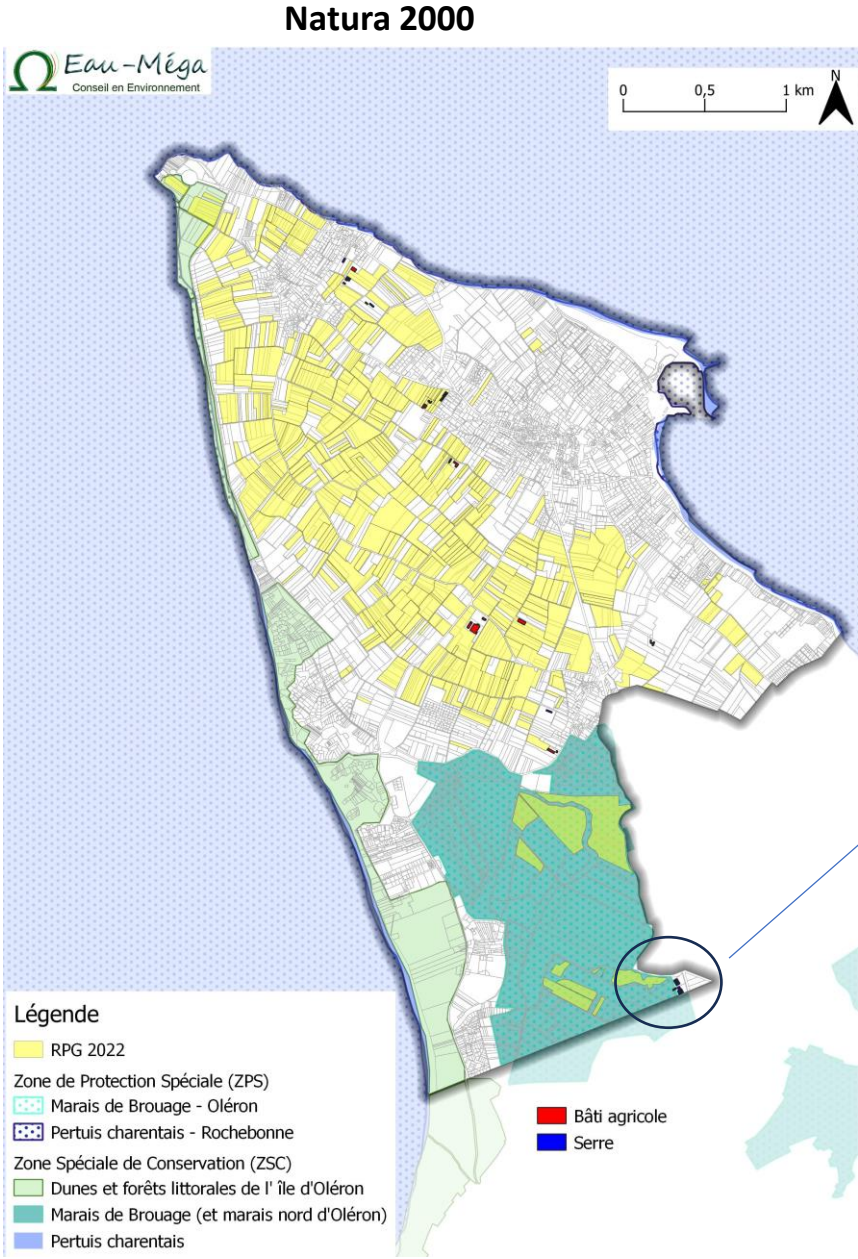 Natura 2000
Eau-Méga
Conseil en Environnement
0 0,5 1 km
N
Légende
RPG 2022
Zone de Protection Spéciale (ZPS)
Marais de Brouage - Oléron
Pertuis charentais - Rochebonne
Zone Spéciale de Conservation (ZSC)
Dunes et forêts littorales de l' île d'Oléron
Marais de Brouage (et marais nord d'Oléron)
Pertuis charentais
Bâti agricole
Serre